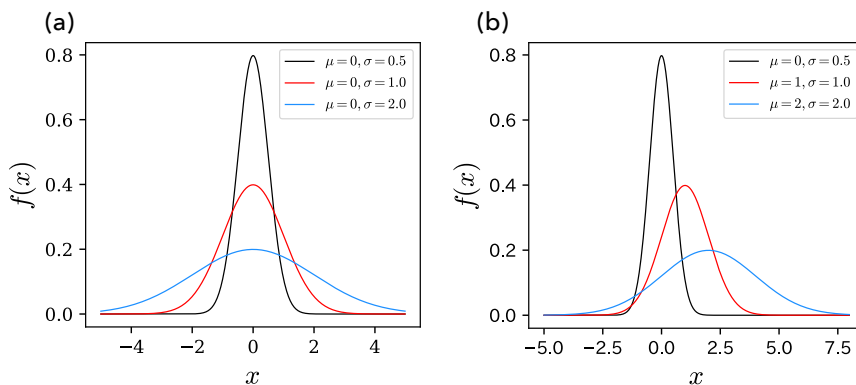 (a)
0.8
0.6
0.4
0.2
0.0
f(x)
μ = 0, σ = 0.5
μ = 0, σ = 1.0
μ = 0, σ = 2.0
−4
−2
0
2
4
x
(b)
0.8
0.6
0.4
0.2
0.0
f(x)
μ = 0, σ = 0.5
μ = 1, σ = 1.0
μ = 2, σ = 2.0
−5.0
−2.5
0.0
2.5
5.0
7.5
x